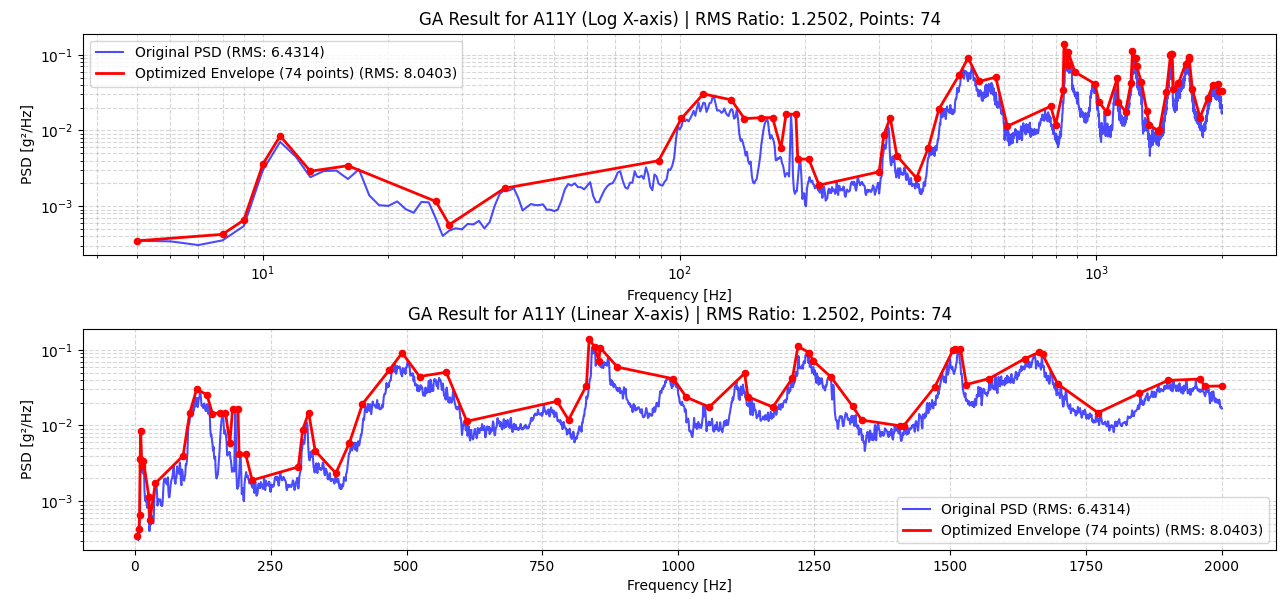 GA Result for A11Y (Log X-axis) | RMS Ratio: 1.2502, Points: 74
Original PSD (RMS: 6.4314)
Optimized Envelope (74 points) (RMS: 8.0403)
PSD [g²/Hz]
10⁻¹
10⁻²
10⁻³
10¹
10²
10³
Frequency [Hz]
GA Result for A11Y (Linear X-axis) | RMS Ratio: 1.2502, Points: 74
PSD [g²/Hz]
10⁻¹
10⁻²
10⁻³
Original PSD (RMS: 6.4314)
Optimized Envelope (74 points) (RMS: 8.0403)
0 250 500 750 1000 1250 1500 1750 2000
Frequency [Hz]